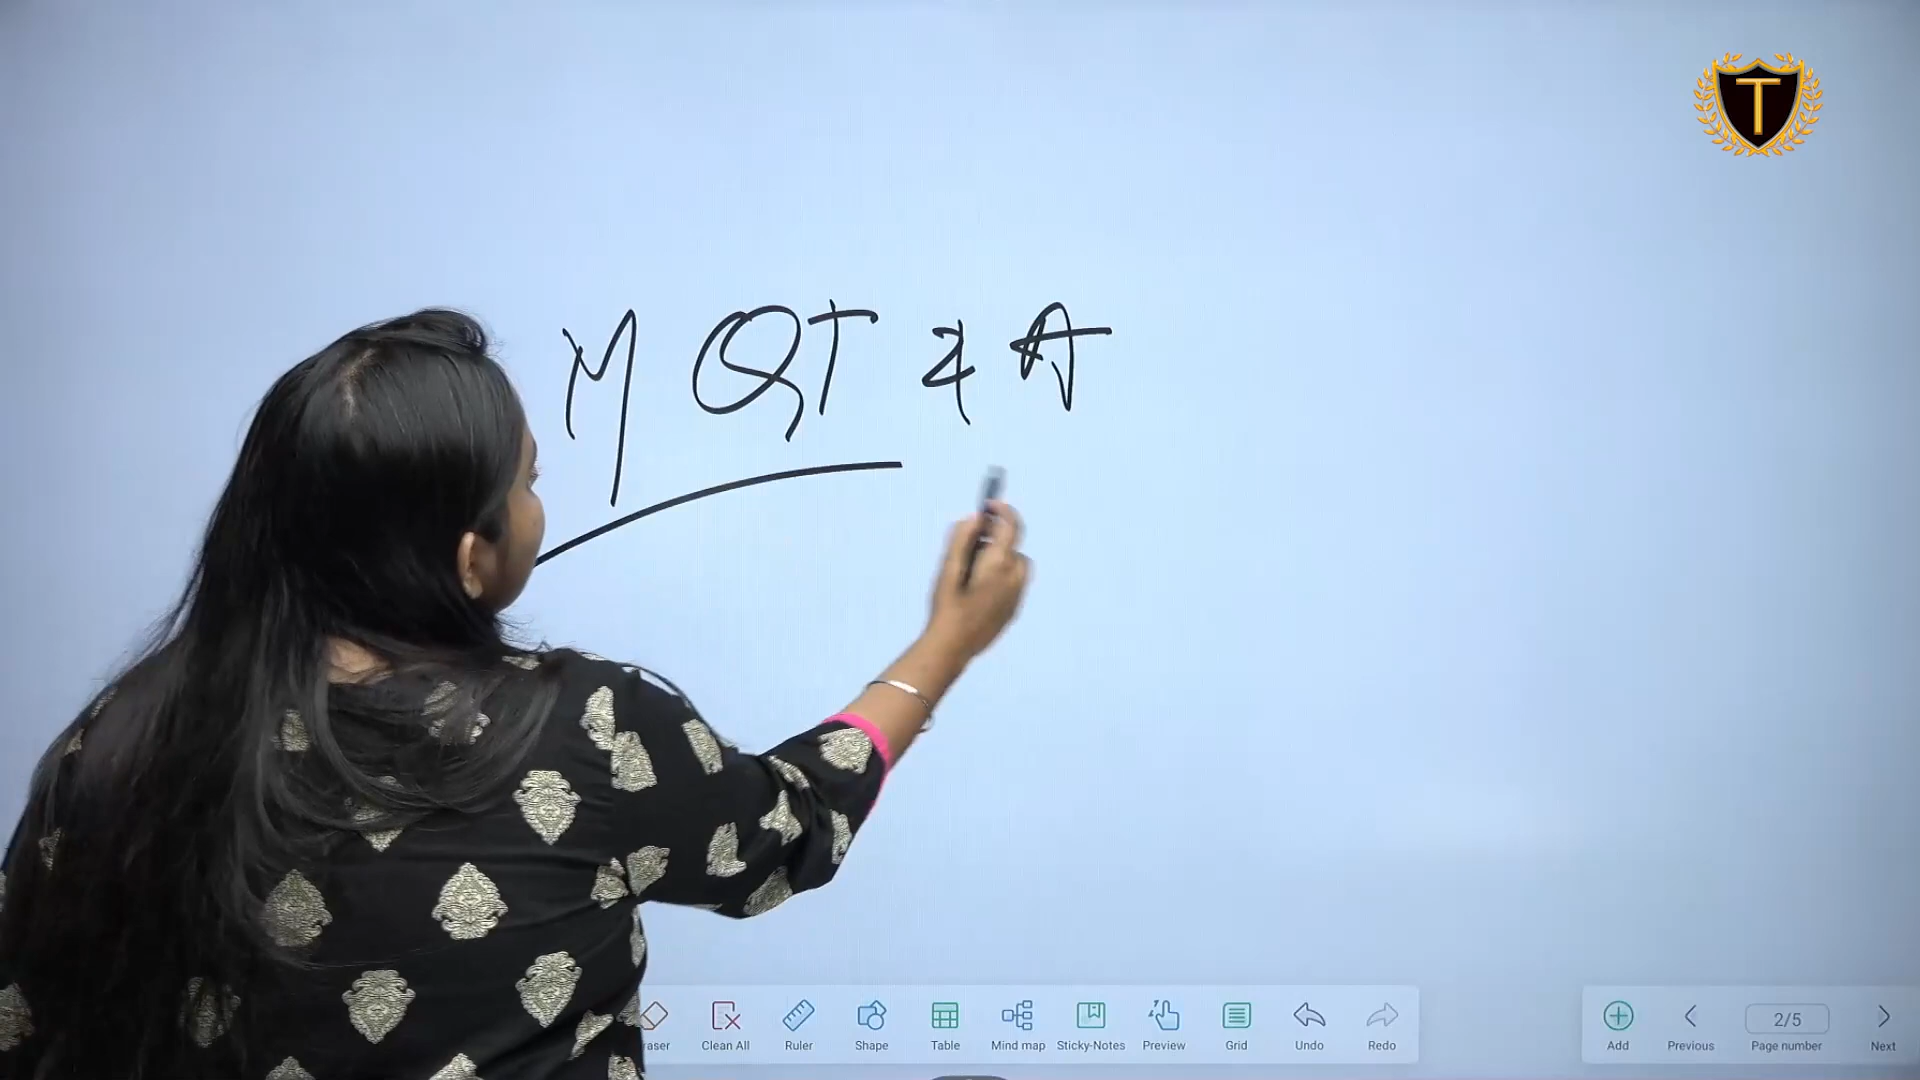 M QT 4 A
T
raser Clean All Ruler Shape Table Mind map Sticky-Notes Preview Grid Undo Redo Add Previous 2/5 Page number Next